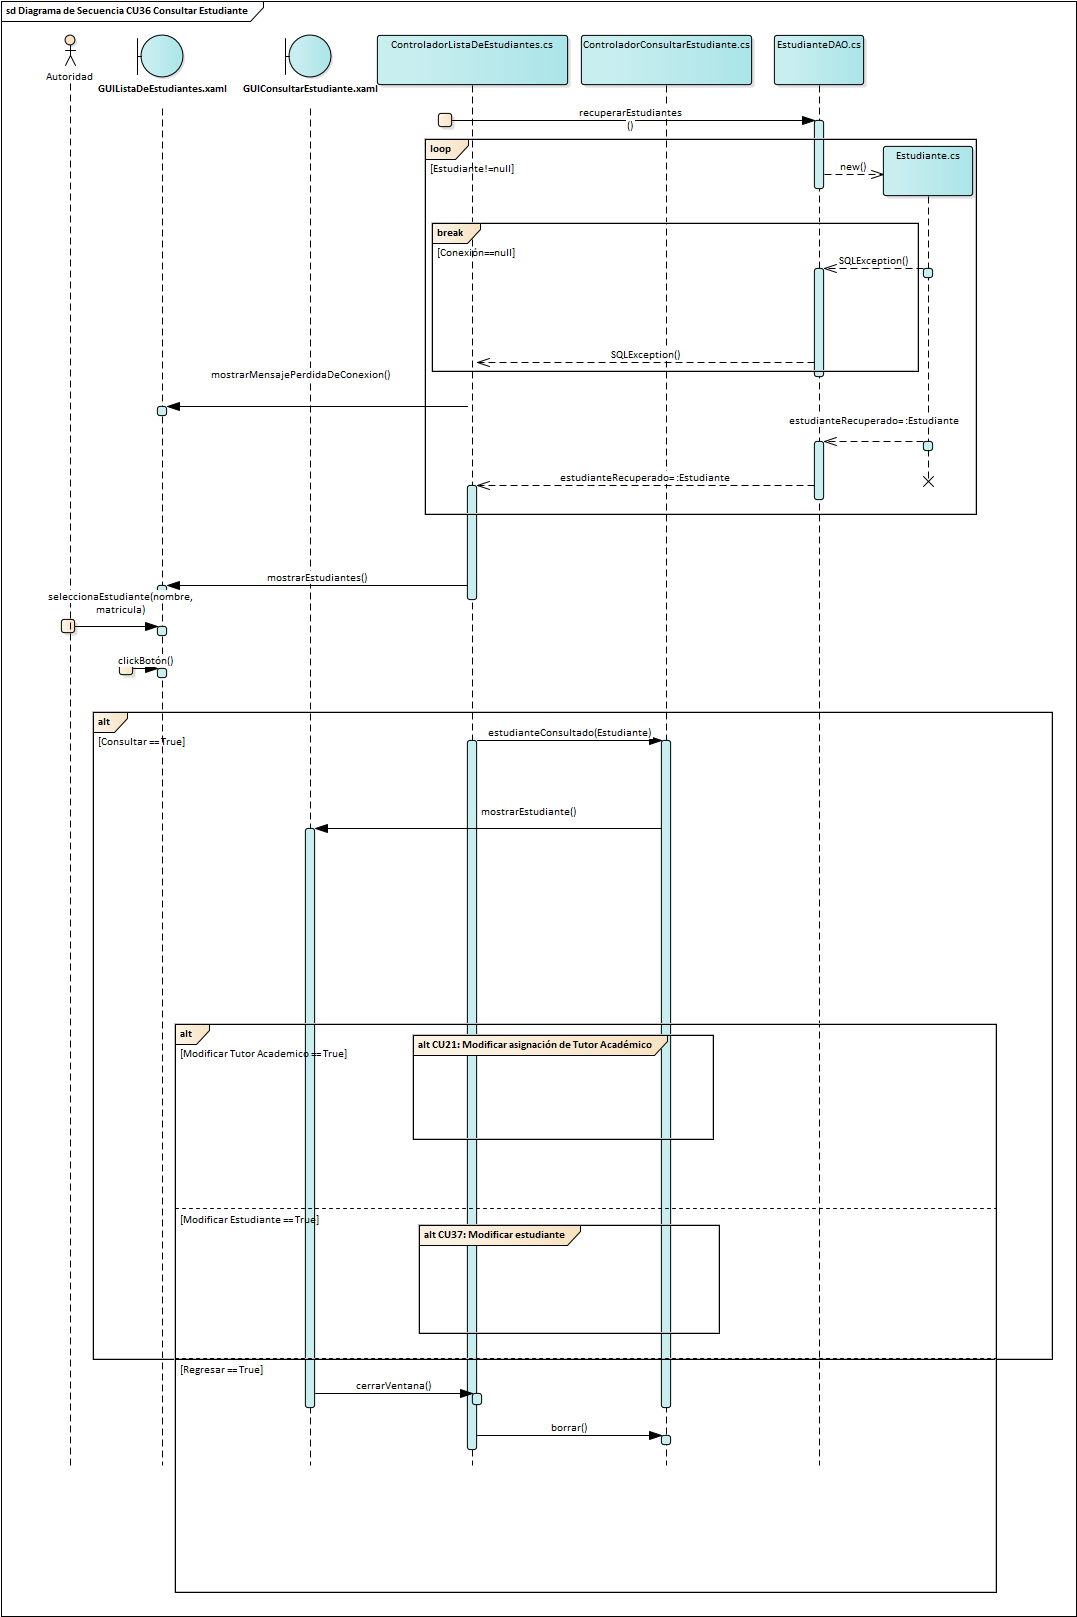 sd Diagrama de Secuencia CU36 Consultar Estudiante
Autoridad
GUIListaDeEstudiantes.xaml
GUIConsultarEstudiante.xaml
ControladorListaDeEstudiantes.cs
ControladorConsultarEstudiante.cs
EstudianteDAO.cs
recuperarEstudiantes
()
loop
[Estudiante!=null]
Estudiante.cs
new()
break
[Conexión==null]
SQLException()
SQLException()
mostrarMensajePerdidaDeConexion()
estudianteRecuperado= :Estudiante
estudianteRecuperado= :Estudiante
mostrarEstudiantes()
seleccionaEstudiante(nombre,
matricula)
clickBotón()
alt
[Consultar ==True]
estudianteConsultado(Estudiante)
mostrarEstudiante()
alt
[Modificar Tutor Academico ==True]
alt CU21: Modificar asignación de Tutor Académico
[Modificar Estudiante ==True]
alt CU37: Modificar estudiante
[Regresar ==True]
cerrarVentana()
borrar()